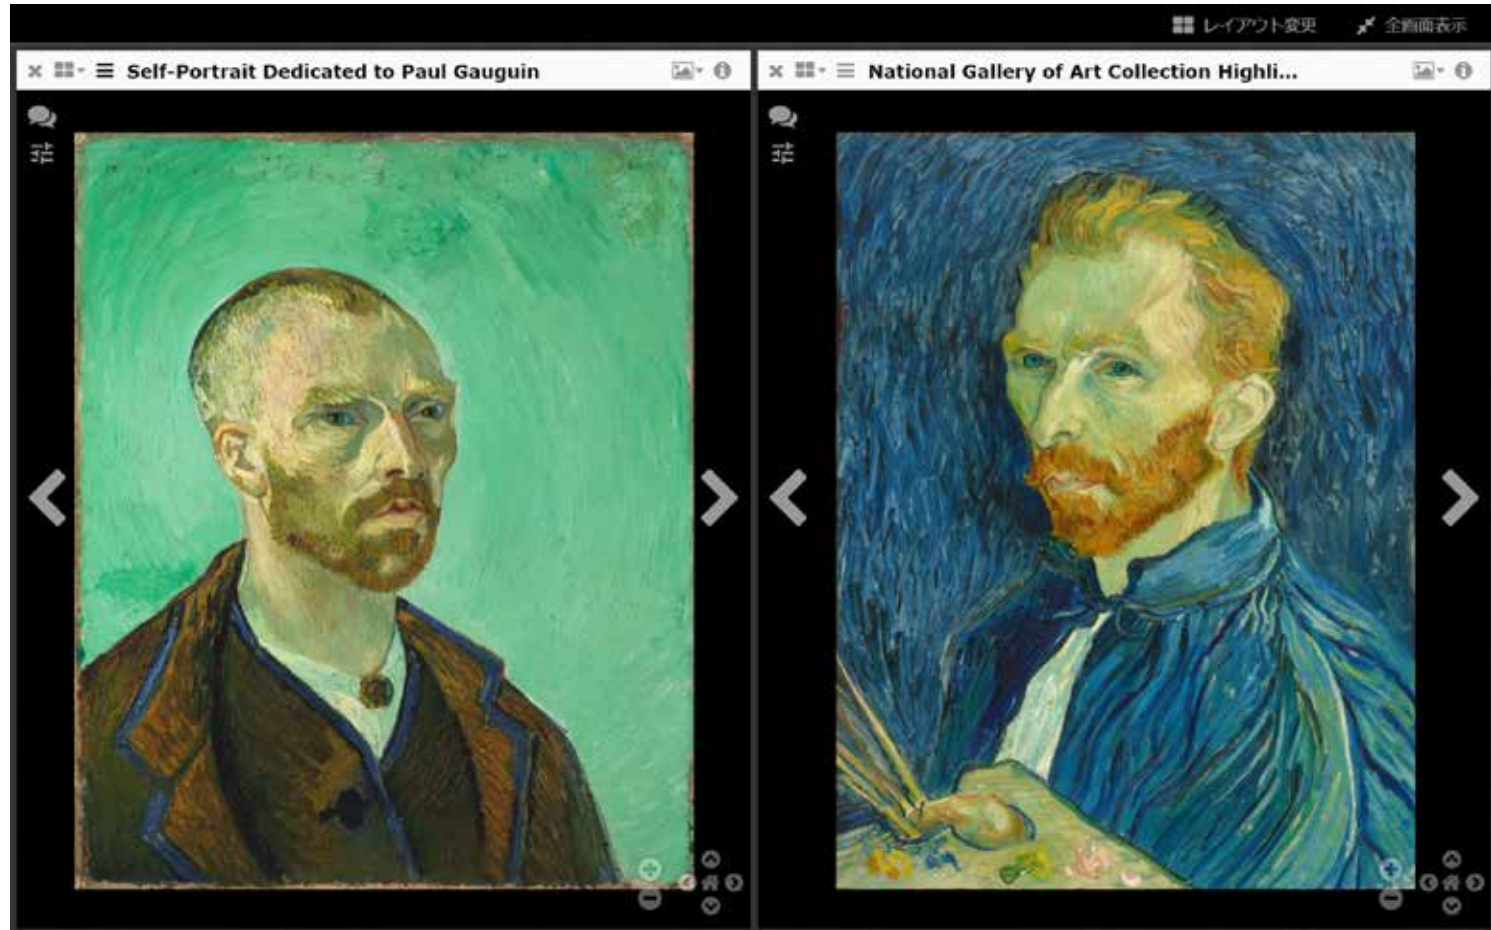 レイアウト変更 全画面表示
Self-Portrait Dedicated to Paul Gauguin
National Gallery of Art Collection Highli...